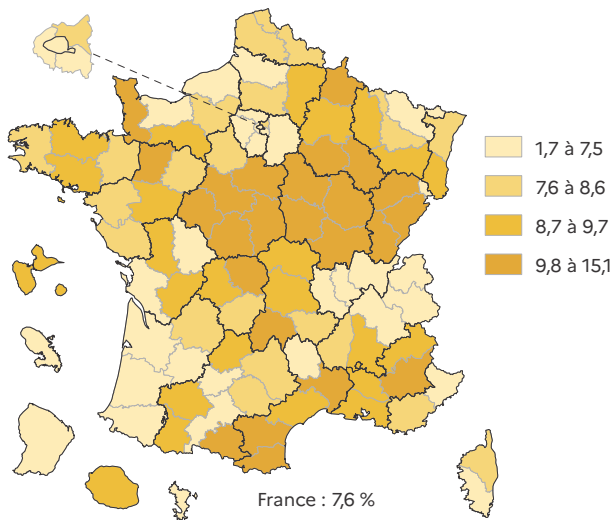 1,7 à 7,5
7,6 à 8,6
8,7 à 9,7
9,8 à 15,1
France : 7,6 %